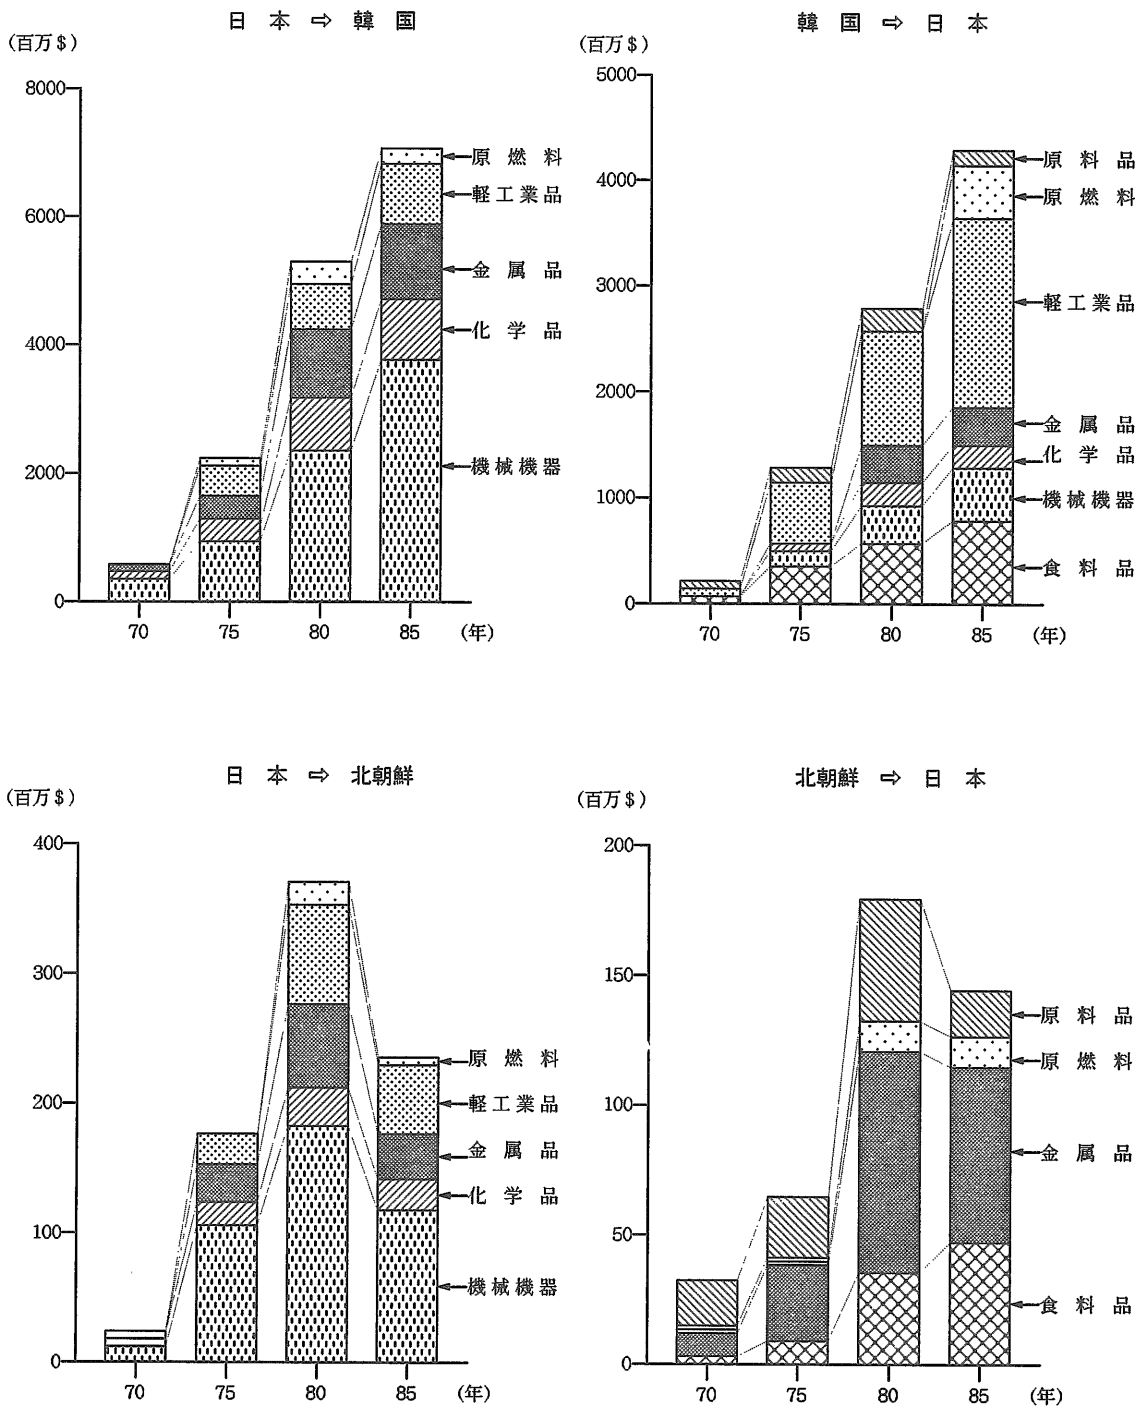 日本⇨韓国
(百万$)
8000
6000
4000
2000
0
70 75 80 85 (年)
原燃料
軽工業品
金属品
化学品
機械機器
韓国⇨日本
(百万$)
5000
4000
3000
2000
1000
0
70 75 80 85 (年)
原料品
原燃料
軽工業品
金属品
化学品
機械機器
食料品
日本⇨北朝鮮
(百万$)
400
300
200
100
0
70 75 80 85 (年)
原燃料
軽工業品
金属品
化学品
機械機器
北朝鮮⇨日本
(百万$)
200
150
100
50
0
70 75 80 85 (年)
原料品
原燃料
金属品
食料品